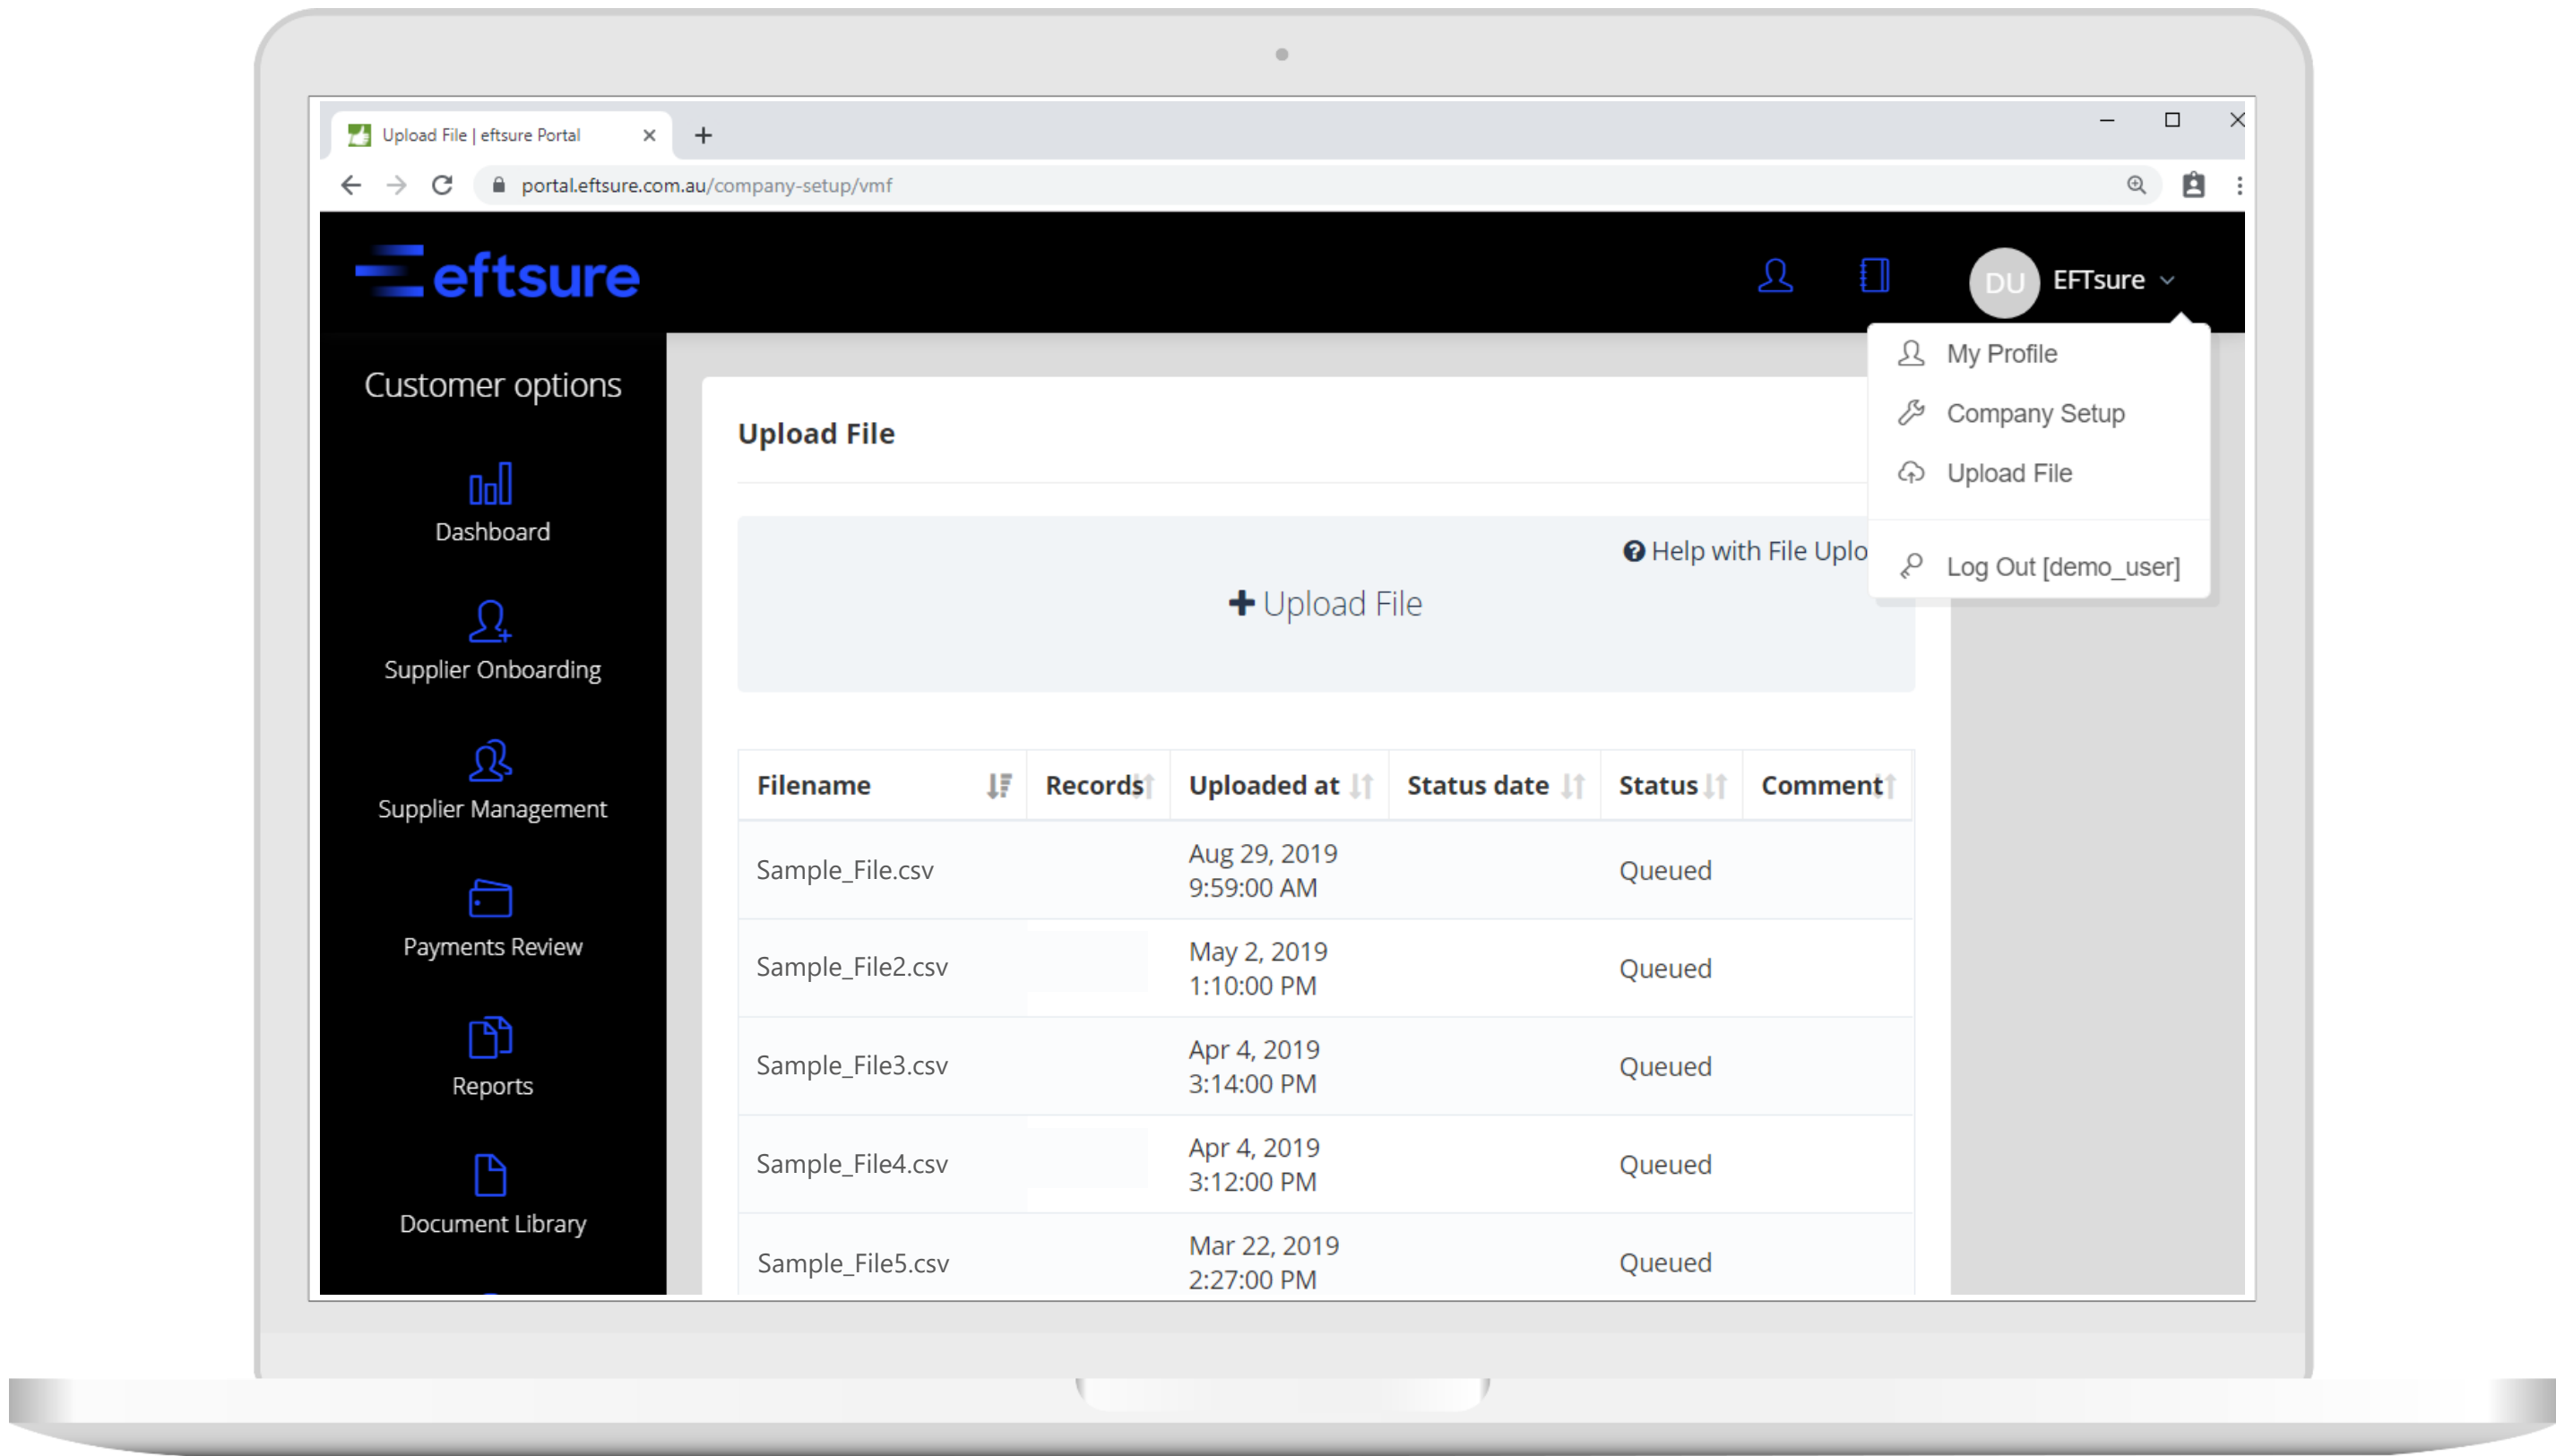 Upload File | eftsure Portal
portal.eftsure.com.au/company-setup/vmf
eftsure
DU EFTsure
My Profile
Company Setup
Upload File
Log Out [demo_user]
Customer options
Dashboard
Supplier Onboarding
Supplier Management
Payments Review
Reports
Document Library
Upload File
Help with File Uplo
Upload File
Filename Records Uploaded at Status date Status Comment
Sample_File.csv Aug 29, 2019 9:59:00 AM Queued
Sample_File2.csv May 2, 2019 1:10:00 PM Queued
Sample_File3.csv Apr 4, 2019 3:14:00 PM Queued
Sample_File4.csv Apr 4, 2019 3:12:00 PM Queued
Sample_File5.csv Mar 22, 2019 2:27:00 PM Queued